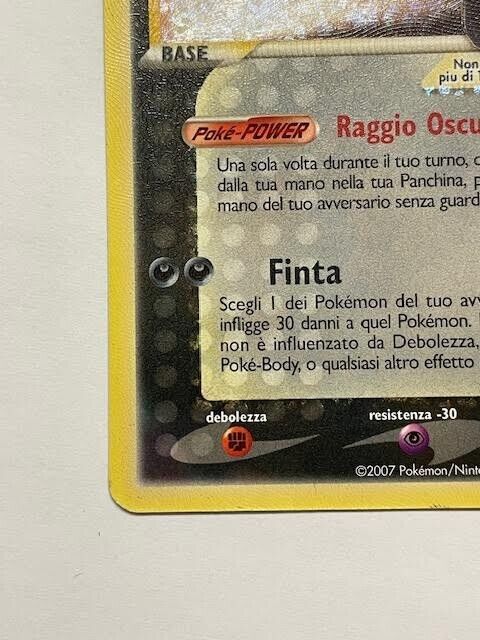 BASE
Non
piu di 1
Poké-POWER Raggio Oscu
Una sola volta durante il tuo turno,
dalla tua mano nella tua Panchina, p
mano del tuo avversario senza guard
Finta
Scegli 1 dei Pokémon del tuo avv
infligge 30 danni a quel Pokémon.
non è influenzato da Debolezza,
Poké-Body, o qualsiasi altro effetto
debolezza resistenza -30
©2007 Pokémon/Ninte